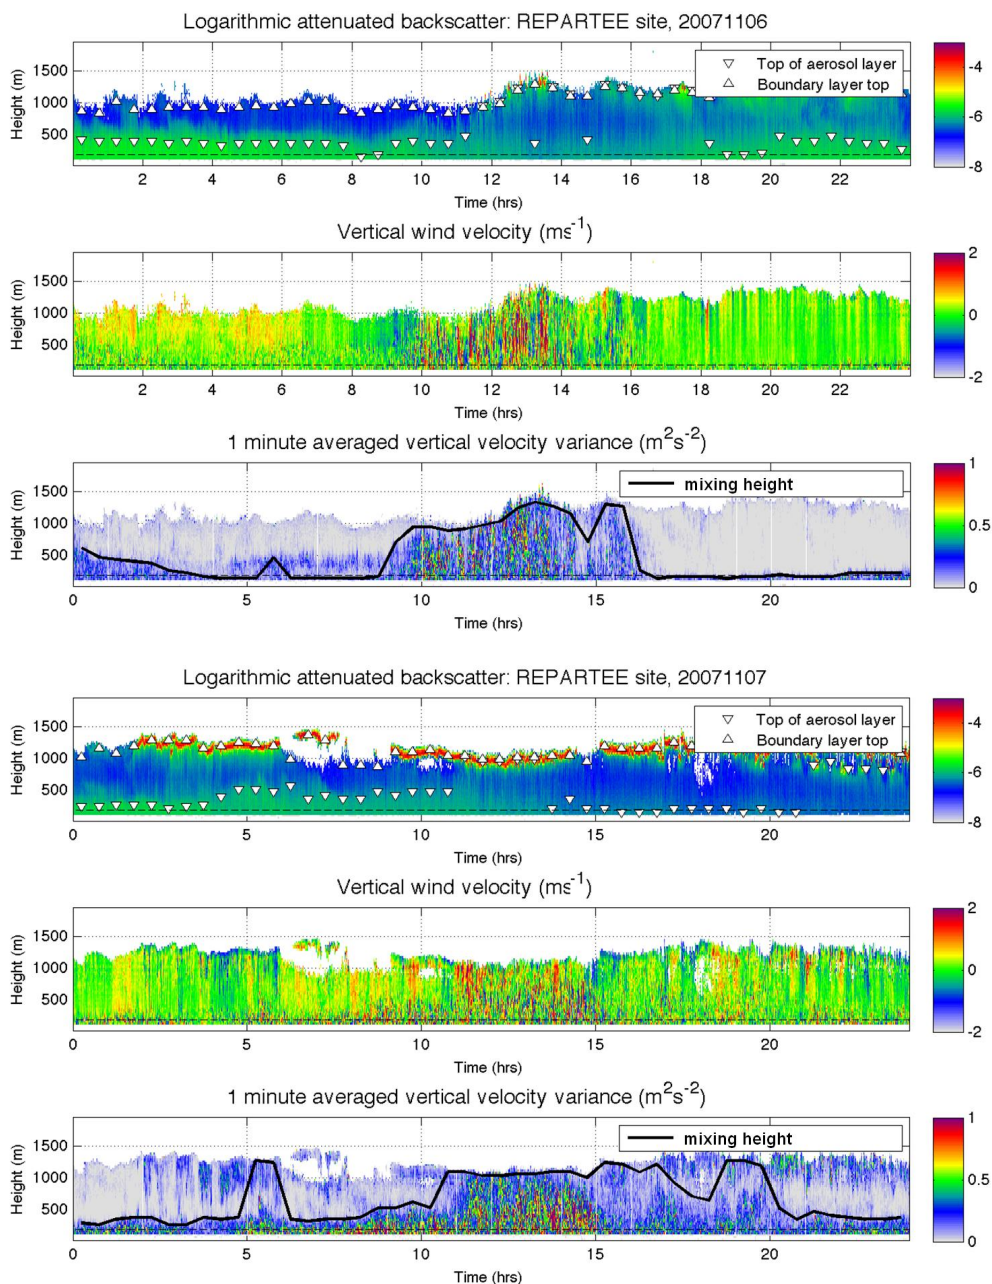 Logarithmic attenuated backscatter: REPARTEE site, 20071106
Height (m)
1500
1000
500
Top of aerosol layer
Boundary layer top
-4
-6
-8
2 4 6 8 10 12 14 16 18 20 22
Time (hrs)
Vertical wind velocity (ms-1)
Height (m)
1500
1000
500
2
1
0
-1
-2
2 4 6 8 10 12 14 16 18 20 22
Time (hrs)
1 minute averaged vertical velocity variance (m2s-2)
Height (m)
1500
1000
500
0
mixing height
1
0.5
0
0 5 10 15 20
Time (hrs)
Logarithmic attenuated backscatter: REPARTEE site, 20071107
Height (m)
1500
1000
500
0
Top of aerosol layer
Boundary layer top
-4
-6
-8
0 5 10 15 20
Time (hrs)
Vertical wind velocity (ms-1)
Height (m)
1500
1000
500
2
1
0
-1
-2
0 5 10 15 20
Time (hrs)
1 minute averaged vertical velocity variance (m2s-2)
Height (m)
1500
1000
500
0
mixing height
1
0.5
0
0 5 10 15 20
Time (hrs)